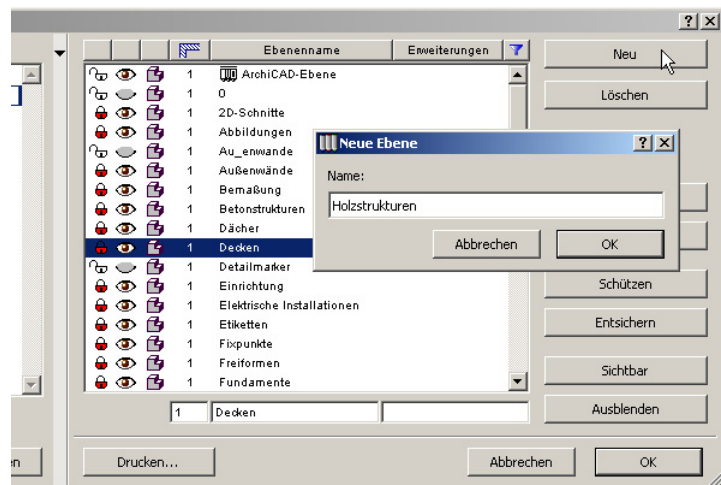 Ebenenname Erweiterungen
Neu
Löschen
1 ArchiCAD-Ebene
1 0
1 2D-Schnitte
1 Abbildungen
1 Au_enwande
1 Außenwände
1 Bemaßung
1 Betonstrukturen
1 Dächer
1 Decken
1 Detailmarker
1 Einrichtung
1 Elektrische Installationen
1 Etiketten
1 Fixpunkte
1 Freiformen
1 Fundamente
Neue Ebene
Name:
Holzstrukturen
Abbrechen OK
Schützen
Entsichern
Sichtbar
Ausblenden
1 Decken
en Drucken... Abbrechen OK